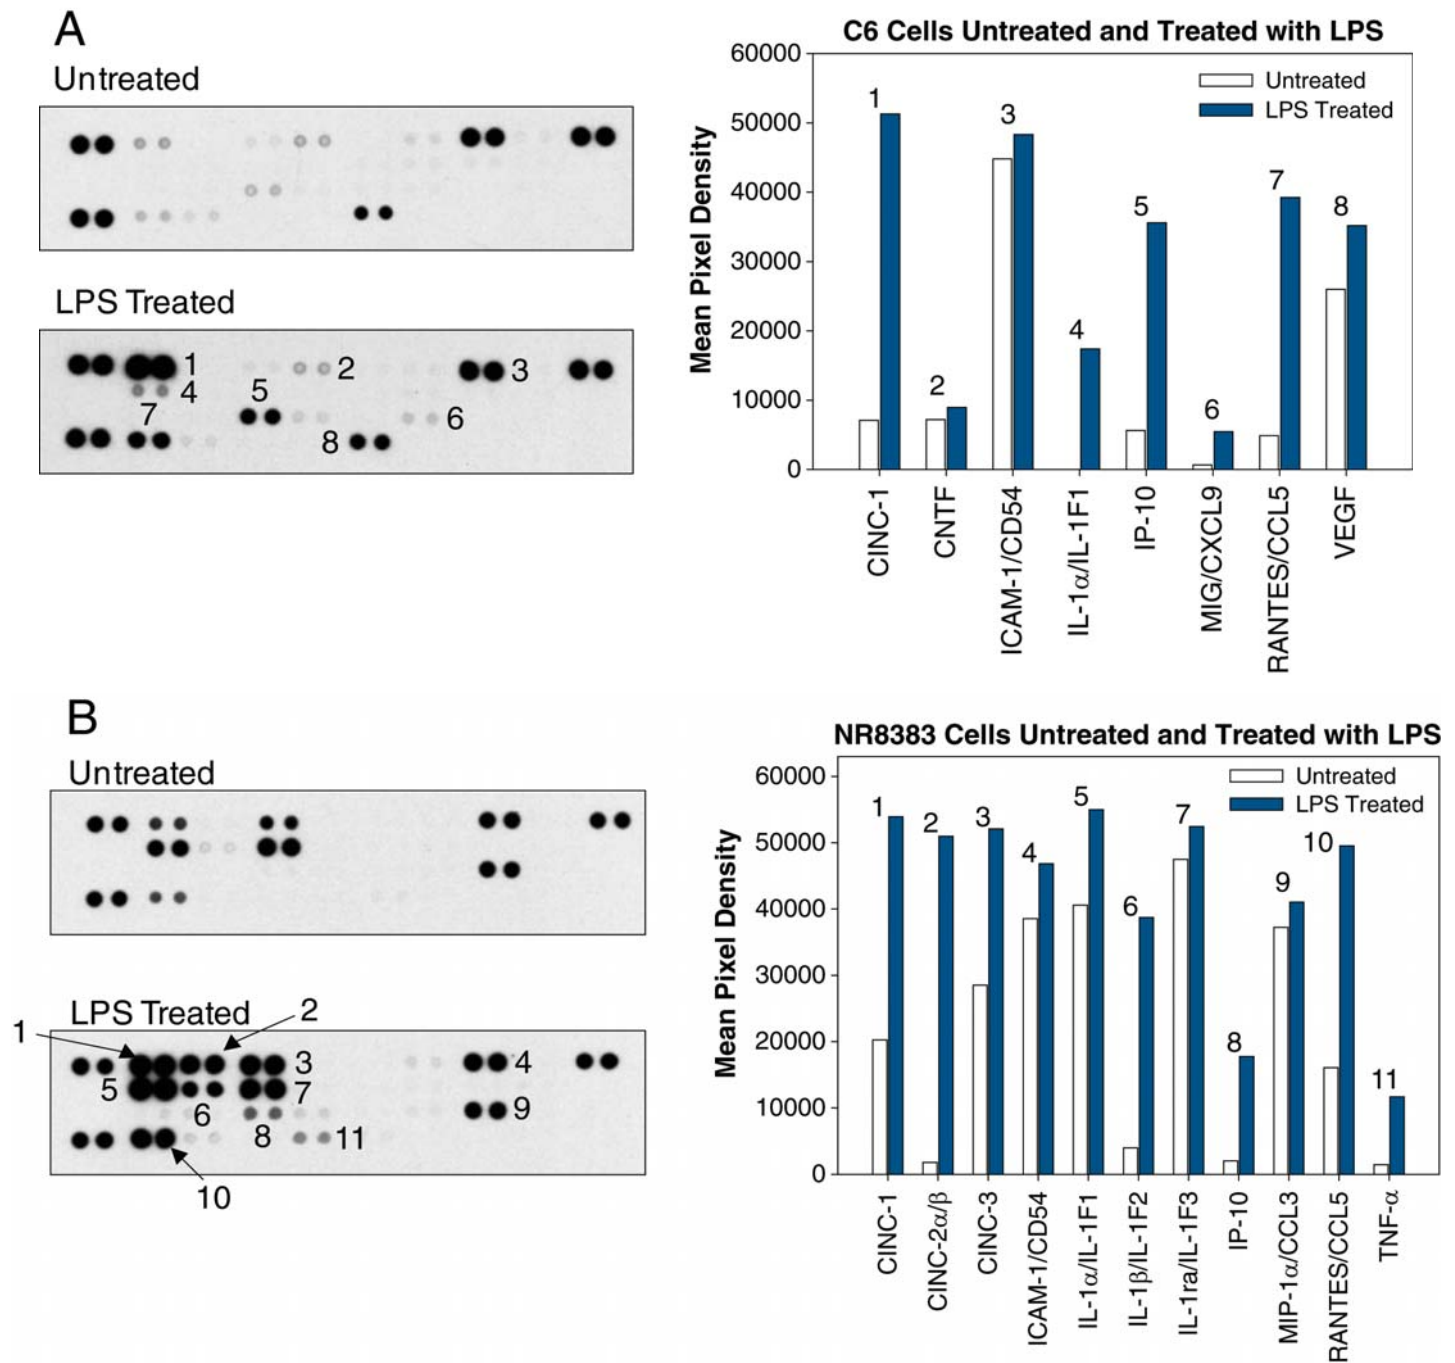 A
Untreated
LPS Treated
1
2
3
4
5
6
7
8
C6 Cells Untreated and Treated with LPS
Untreated
LPS Treated
Mean Pixel Density
60000
50000
40000
30000
20000
10000
0
1
2
3
4
5
6
7
8
CINC-1
CNTF
ICAM-1/CD54
IL-1α/IL-1F1
IP-10
MIG/CXCL9
RANTES/CCL5
VEGF
B
Untreated
LPS Treated
1
2
3
4
5
6
7
8
9
10
11
NR8383 Cells Untreated and Treated with LPS
Untreated
LPS Treated
Mean Pixel Density
60000
50000
40000
30000
20000
10000
0
1
2
3
4
5
6
7
8
9
10
11
CINC-1
CINC-2α/β
CINC-3
ICAM-1/CD54
IL-1α/IL-1F1
IL-1β/IL-1F2
IL-1ra/IL-1F3
IP-10
MIP-1α/CCL3
RANTES/CCL5
TNF-α